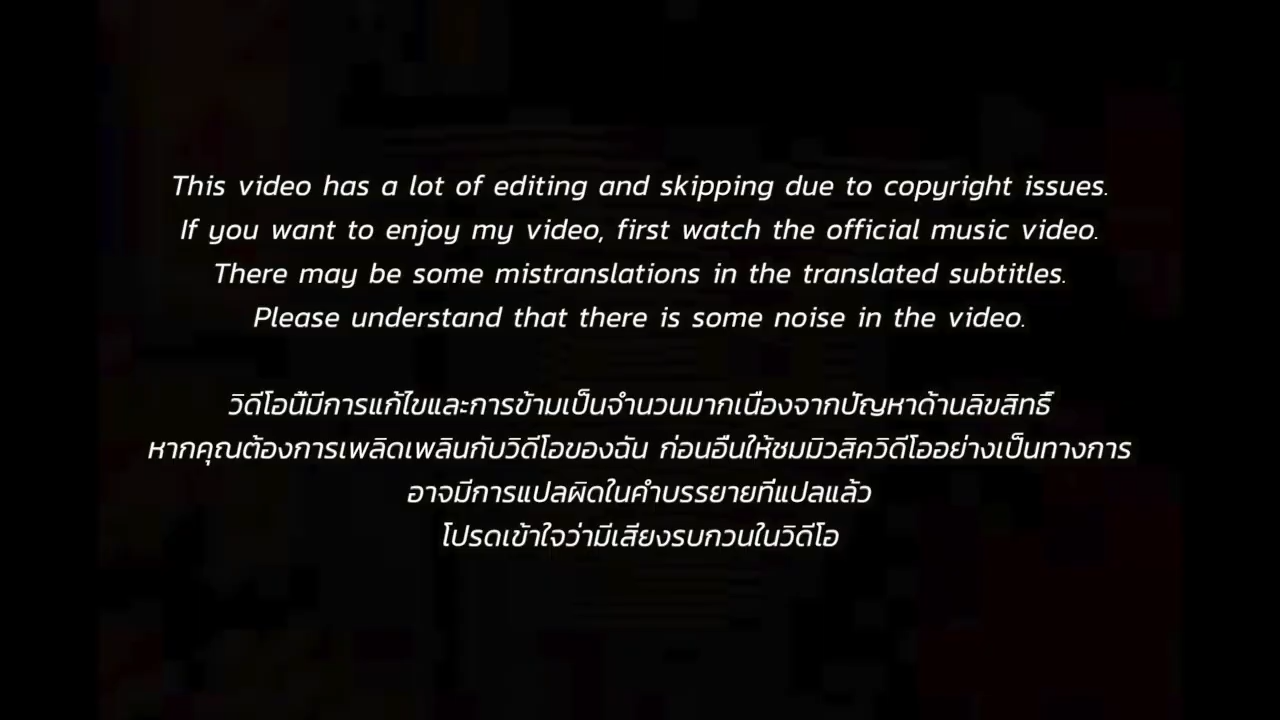 This video has a lot of editing and skipping due to copyright issues.
If you want to enjoy my video, first watch the official music video.
There may be some mistranslations in the translated subtitles.
Please understand that there is some noise in the video.
วิดีโอนี้มีการแก้ไขและการข้ามเป็นจำนวนมากเนื่องจากปัญหาด้านลิขสิทธิ์
หากคุณต้องการเพลิดเพลินกับวิดีโอของฉัน ก่อนอื่นให้ชมมิวสิควิดีโออย่างเป็นทางการ
อาจมีการแปลผิดในคำบรรยายที่แปลแล้ว
โปรดเข้าใจว่ามีเสียงรบกวนในวิดีโอ